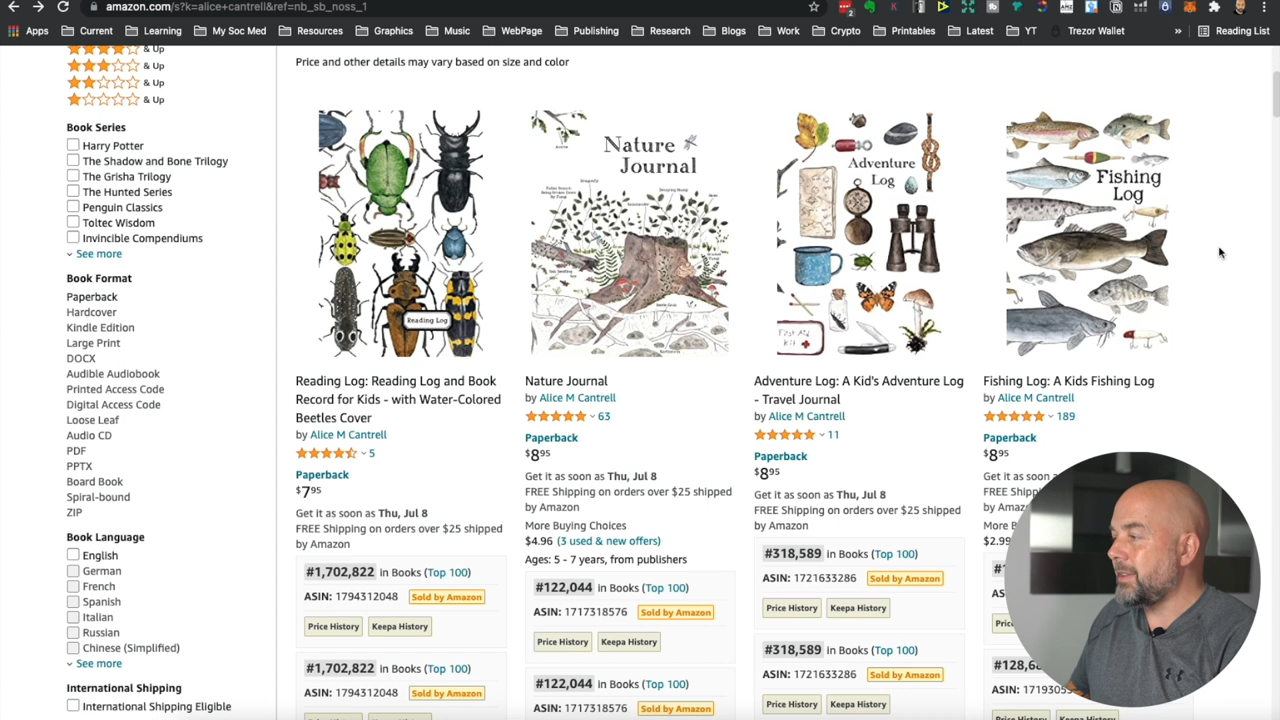 amazon.com/s?k=alice+cantrell&ref=nb_sb_noss_1
Apps Current Learning My Soc Med Resources Graphics Music WebPage Publishing Research Blogs Work Crypto Printables Latest YT Trezor Wallet » Reading List
& Up
& Up
& Up
& Up
Book Series
Harry Potter
The Shadow and Bone Trilogy
The Grisha Trilogy
The Hunted Series
Penguin Classics
Toltec Wisdom
Invincible Compendiums
See more
Book Format
Paperback
Hardcover
Kindle Edition
Large Print
DOCX
Audible Audiobook
Printed Access Code
Digital Access Code
Loose Leaf
Audio CD
PDF
PPTX
Board Book
Spiral-bound
ZIP
Book Language
English
German
French
Spanish
Italian
Russian
Chinese (Simplified)
See more
International Shipping
International Shipping Eligible
Price and other details may vary based on size and color
Reading Log
Reading Log: Reading Log and Book
Record for Kids - with Water-Colored
Beetles Cover
by Alice M Cantrell
5
Paperback
$7.95
Get it as soon as Thu, Jul 8
FREE Shipping on orders over $25 shipped
by Amazon
#1,702,822 in Books (Top 100)
ASIN: 1794312048 Sold by Amazon
Price History Keepa History
#1,702,822 in Books (Top 100)
ASIN: 1794312048 Sold by Amazon
Nature
Journal
Nature Journal
by Alice M Cantrell
63
Paperback
$8.95
Get it as soon as Thu, Jul 8
FREE Shipping on orders over $25 shipped
by Amazon
More Buying Choices
$4.96 (3 used & new offers)
Ages: 5 - 7 years, from publishers
#122,044 in Books (Top 100)
ASIN: 1717318576 Sold by Amazon
Price History Keepa History
#122,044 in Books (Top 100)
ASIN: 1717318576 Sold by Amazon
Adventure
Log
First Aid
Kit
Adventure Log: A Kid's Adventure Log
- Travel Journal
by Alice M Cantrell
11
Paperback
$8.95
Get it as soon as Thu, Jul 8
FREE Shipping on orders over $25 shipped
by Amazon
#318,589 in Books (Top 100)
ASIN: 1721633286 Sold by Amazon
Price History Keepa History
#318,589 in Books (Top 100)
ASIN: 1721633286 Sold by Amazon
Price History Keepa History
Fishing
Log
Fishing Log: A Kids Fishing Log
by Alice M Cantrell
189
Paperback
$8.95
Get it as soon
FREE
by
More
$2.99